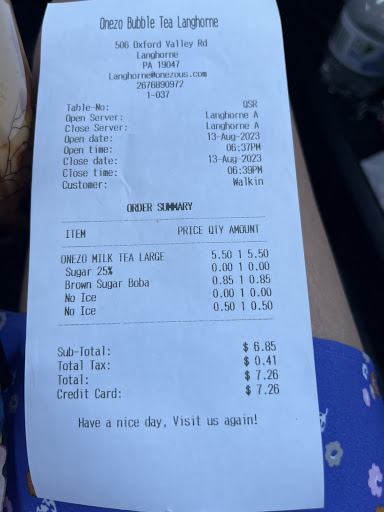 Onezo Bubble Tea Langhorne
506 Oxford Valley Rd
Langhorne
PA 19047
Langhorne@onezous.com
2676890972
1-037
Table-No: QSR
Open Server: Langhorne A
Close Server: Langhorne A
Open date: 13-Aug-2023
Open time: 06:37PM
Close date: 13-Aug-2023
Close time: 06:39PM
Customer: Walkin
ORDER SUMMARY
ITEM PRICE QTY AMOUNT
ONEZO MILK TEA LARGE 5.50 1 5.50
Sugar 25% 0.00 1 0.00
Brown Sugar Boba 0.85 1 0.85
No Ice 0.00 1 0.00
No Ice 0.50 1 0.50
Sub-Total: $ 6.85
Total Tax: $ 0.41
Total: $ 7.26
Credit Card: $ 7.26
Have a nice day, Visit us again!